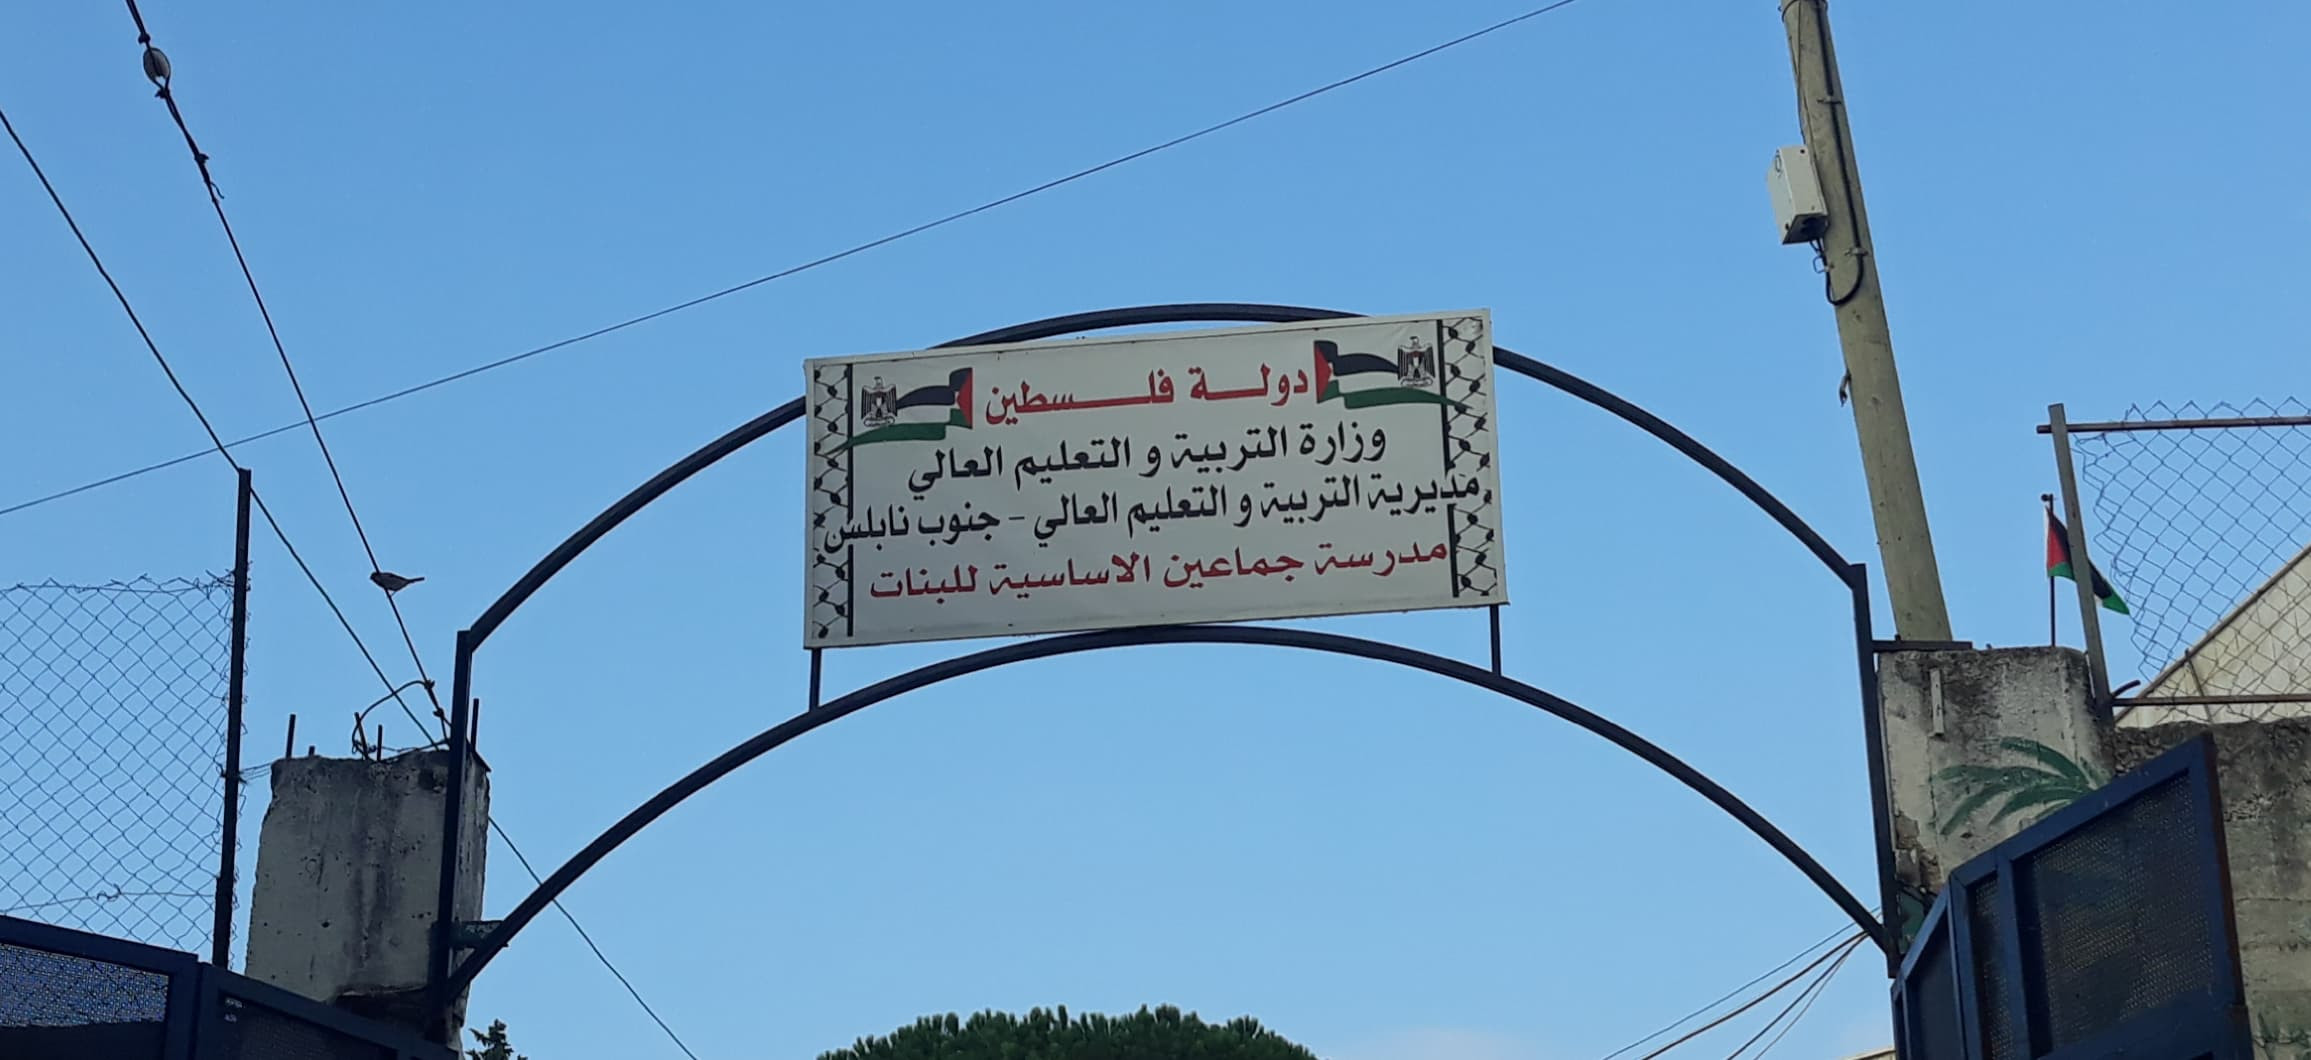 دولة فلسطين
وزارة التربية و التعليم العالي
مديرية التربية و التعليم العالي - جنوب نابلس
مدرسة جماعين الاساسية للبنات